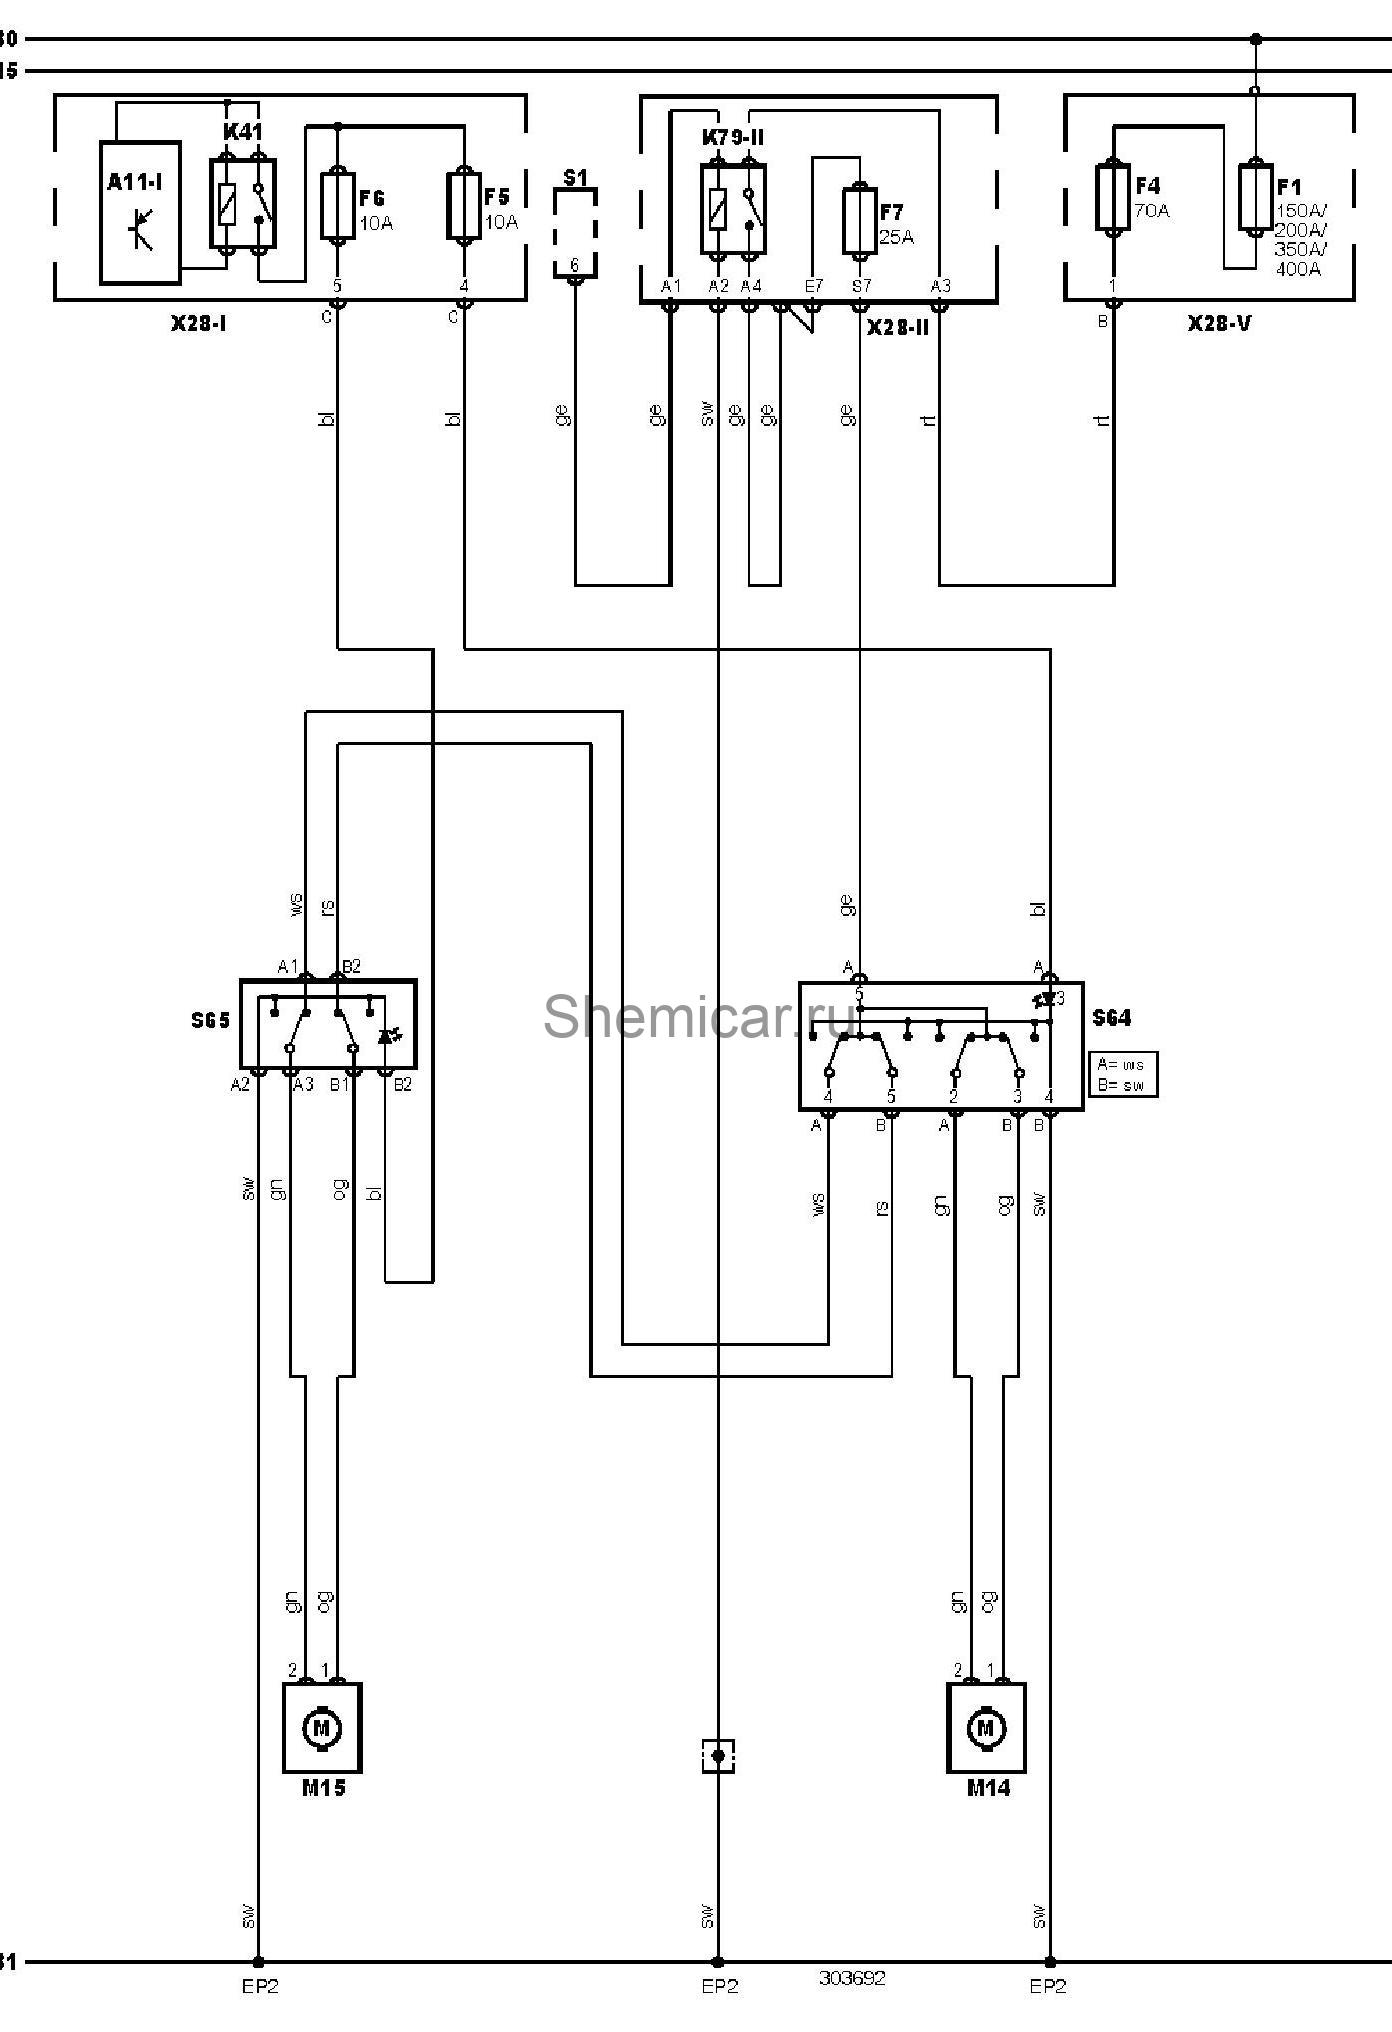 K41
K79-II
A11-I
S1
F6
10A
F5
10A
F7
25A
F4
70A
F1
150A/
200A/
350A/
400A
6
5
4
A1
A2
A4
E7
S7
A3
1
C
C
B
X28-I
X28-II
X28-V
bl
bl
ge
ge
sw
ge
ge
ge
rt
rt
ws
rs
ge
bl
A1
B2
A
A
5
3
S65
Shemicar.ru
S64
A= ws
B= sw
A2
A3
B1
B2
4
5
2
3
4
A
B
A
B
B
sw
gn
og
bl
ws
rs
gn
og
sw
gn
og
gn
og
2
1
2
1
M
M
M15
M14
sw
sw
sw
EP2
EP2
303692
EP2